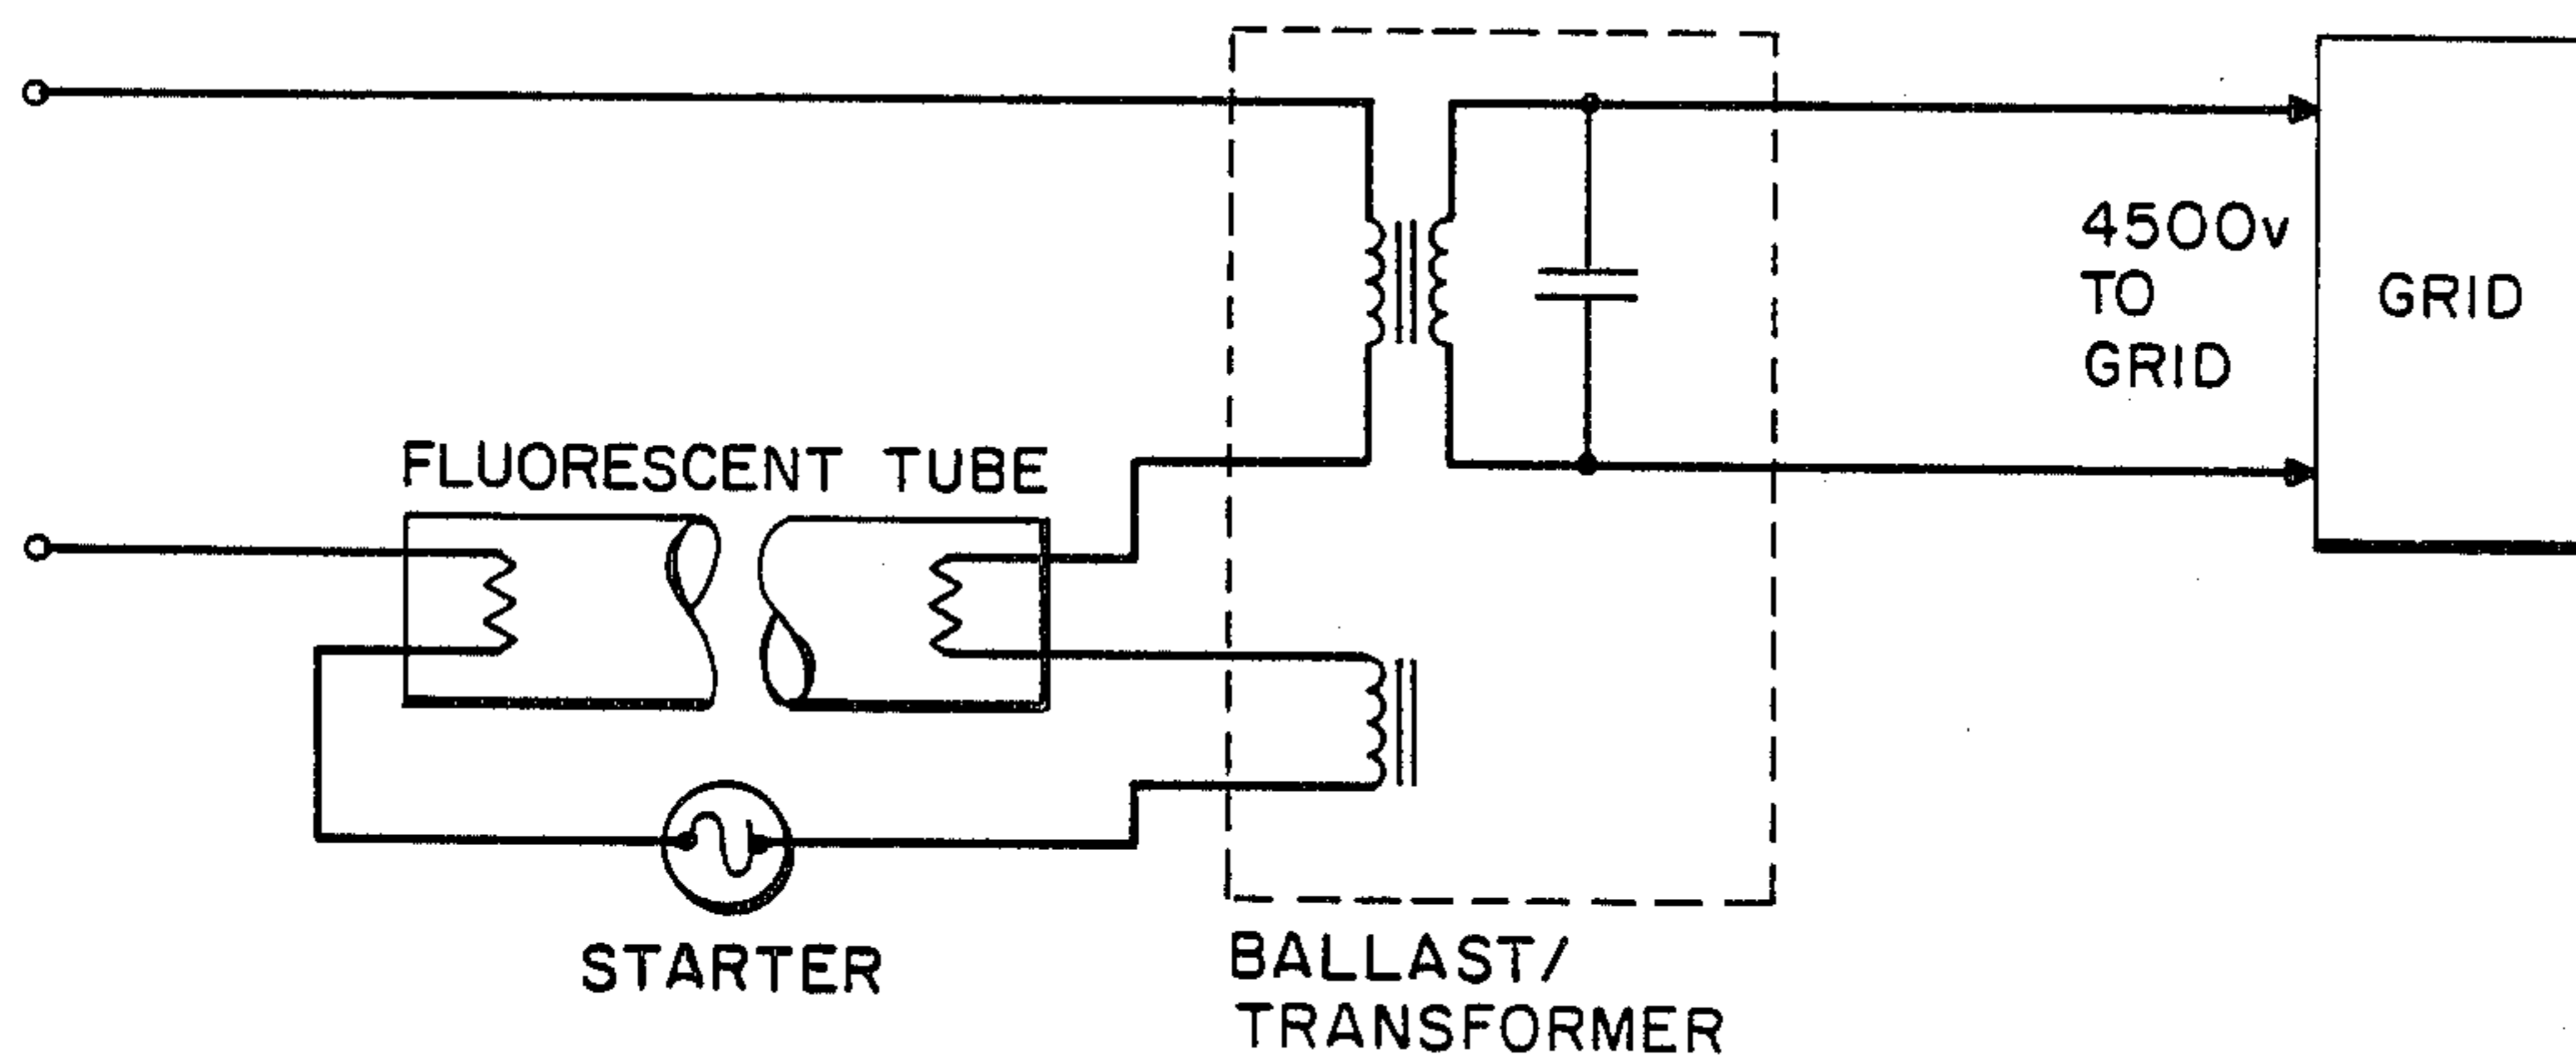 4500v
TO
GRID
GRID
FLUORESCENT TUBE
STARTER
BALLAST/
TRANSFORMER